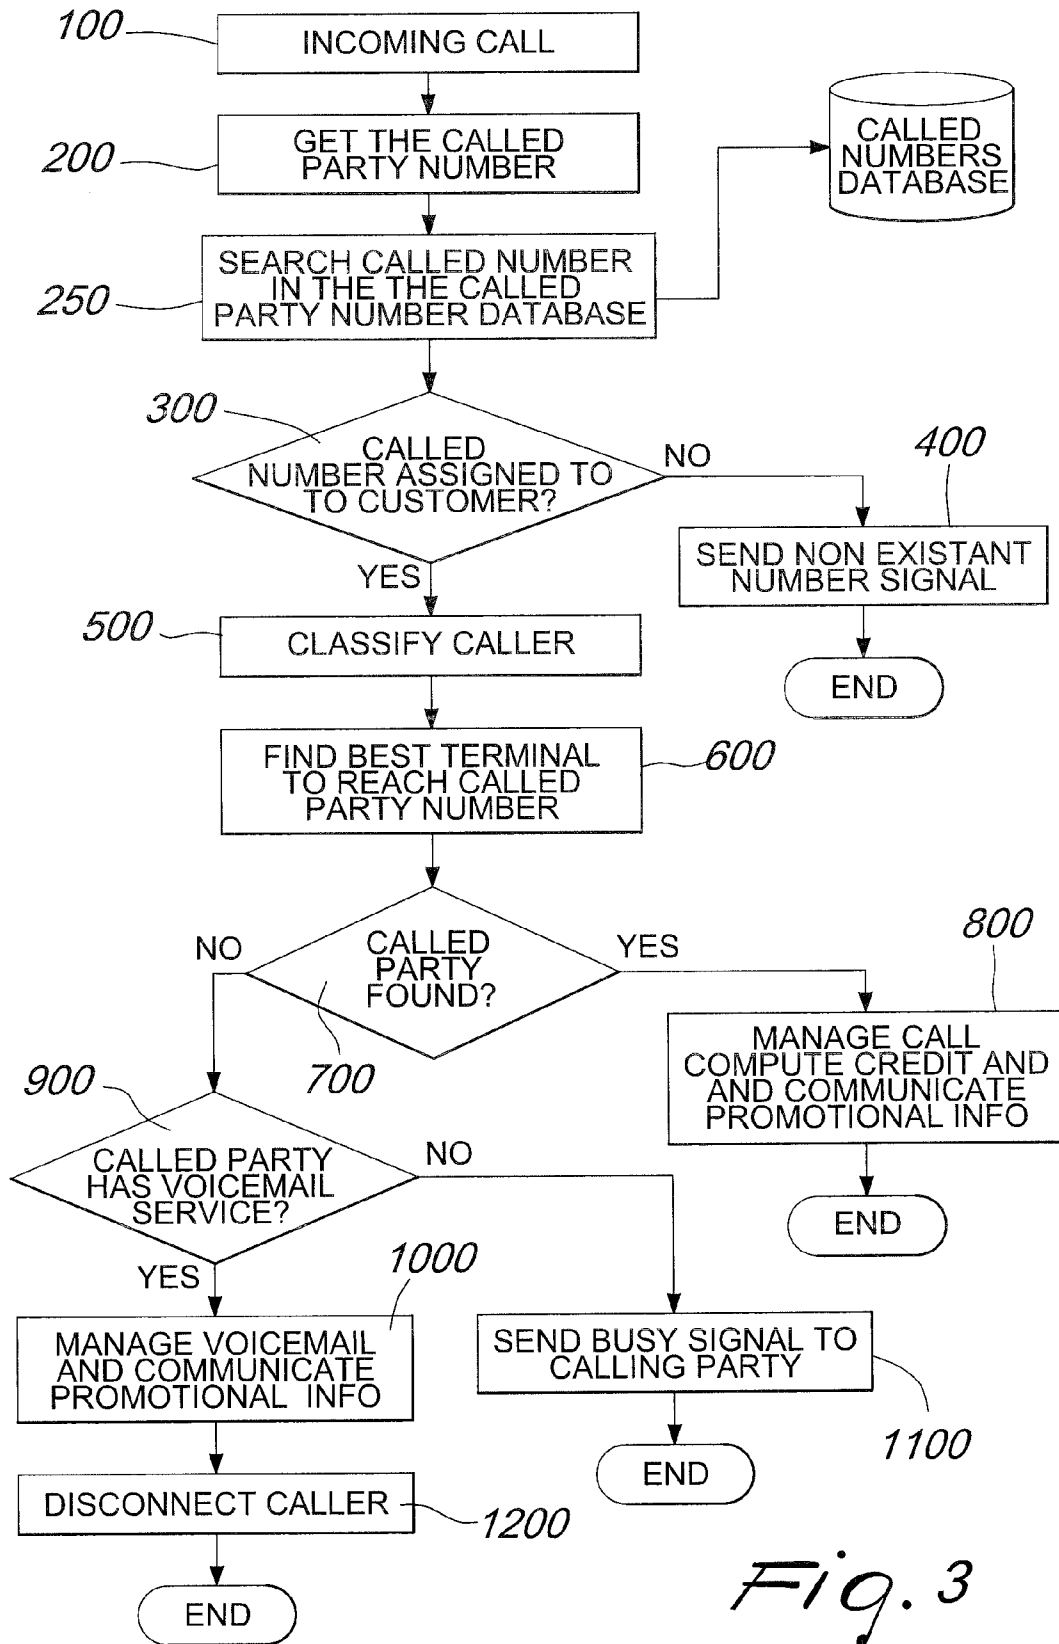 100
INCOMING CALL
200
GET THE CALLED
PARTY NUMBER
CALLED
NUMBERS
DATABASE
250
SEARCH CALLED NUMBER
IN THE THE CALLED
PARTY NUMBER DATABASE
300
CALLED
NUMBER ASSIGNED TO
TO CUSTOMER?
NO
400
SEND NON EXISTANT
NUMBER SIGNAL
END
YES
500
CLASSIFY CALLER
FIND BEST TERMINAL
TO REACH CALLED
PARTY NUMBER
600
CALLED
PARTY
FOUND?
700
NO
YES
800
MANAGE CALL
COMPUTE CREDIT AND
AND COMMUNICATE
PROMOTIONAL INFO
END
900
CALLED PARTY
HAS VOICEMAIL
SERVICE?
NO
YES
1000
MANAGE VOICEMAIL
AND COMMUNICATE
PROMOTIONAL INFO
SEND BUSY SIGNAL TO
CALLING PARTY
1100
END
DISCONNECT CALLER
1200
END
Fig. 3